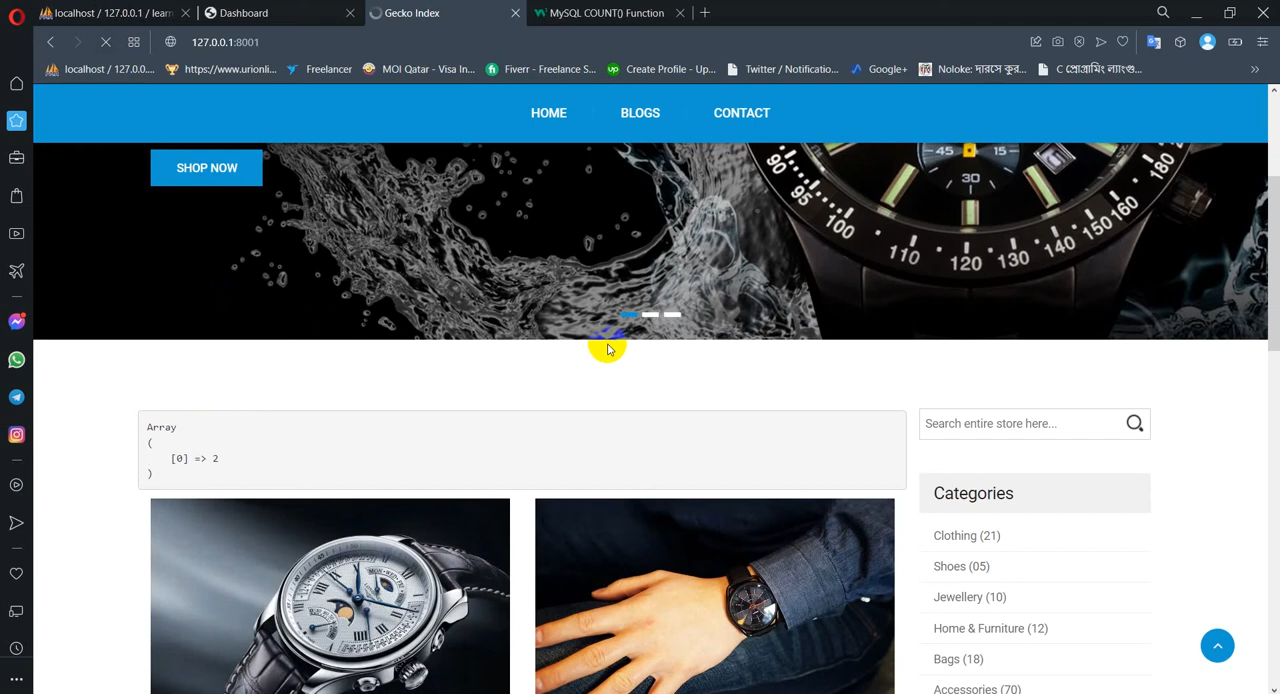 localhost / 127.0.0.1 / learn
Dashboard
Gecko Index
MySQL COUNT() Function
127.0.0.1:8001
localhost / 127.0.0....
https://www.urionli...
Freelancer
MOI Qatar - Visa In...
Fiverr - Freelance S...
Create Profile - Up...
Twitter / Notificatio...
Google+
Noloke: দারসে কুর...
C প্রোগ্রামিং ল্যাংগু...
HOME
BLOGS
CONTACT
SHOP NOW
45
15
30
90
95
100
110
120
130
140
150
160
180
Array
(
[0] => 2
)
Search entire store here...
Categories
Clothing (21)
Shoes (05)
Jewellery (10)
Home & Furniture (12)
Bags (18)
Accessories (70)